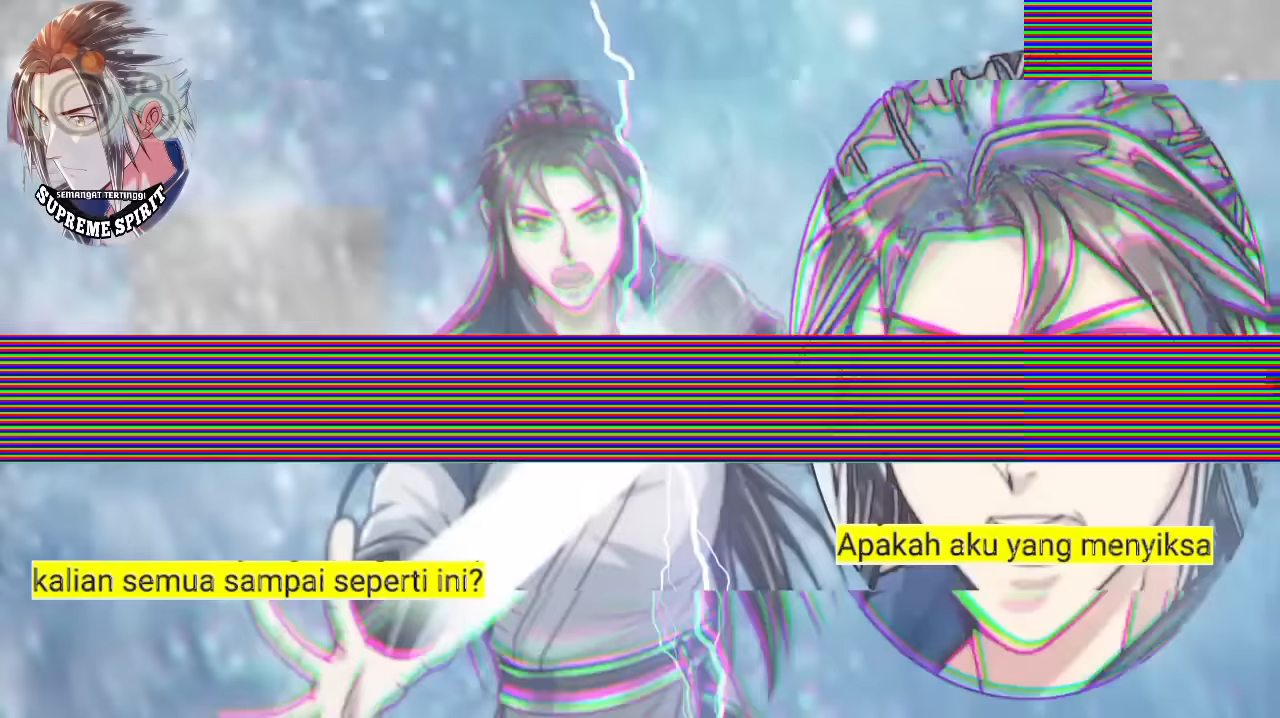 SEMANGAT TERTINGGI
SUPREME SPIRIT
Apakah aku yang menyiksa
kalian semua sampai seperti ini?